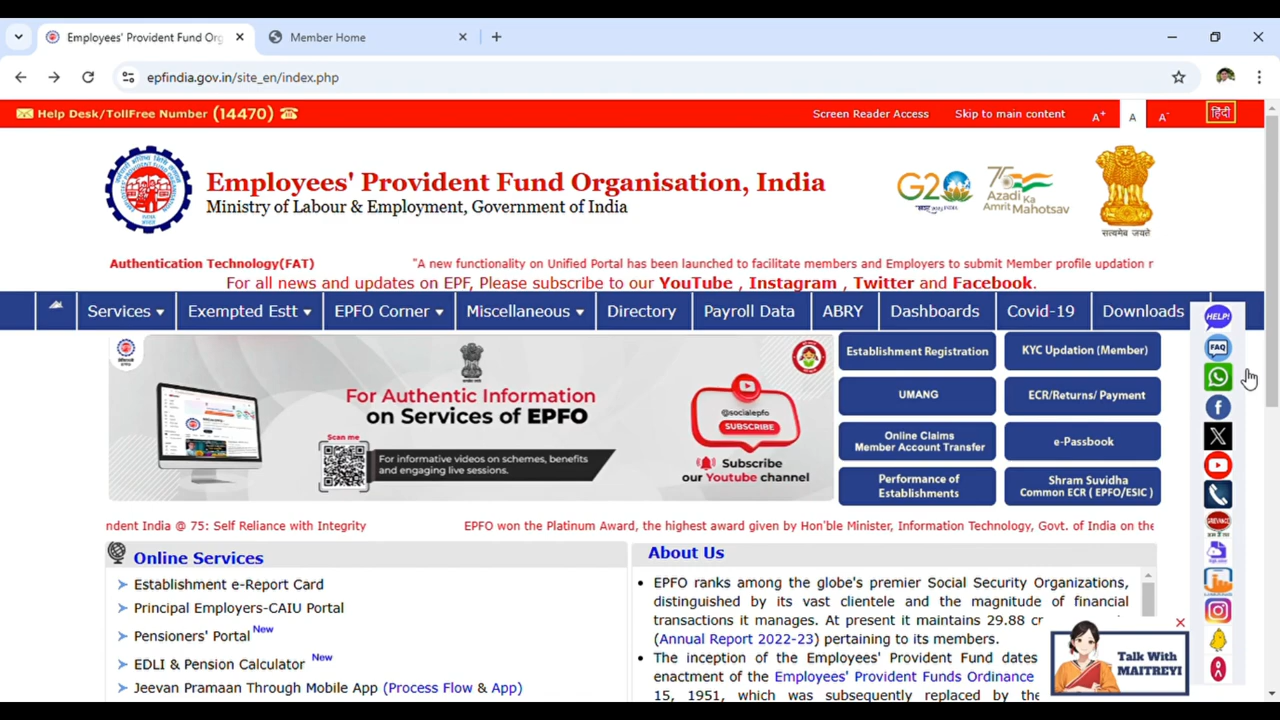 Employees' Provident Fund Org
Member Home
epfindia.gov.in/site_en/index.php
Help Desk/TollFree Number (14470)
Screen Reader Access
Skip to main content
A+
A
A-
हिंदी
Employees' Provident Fund Organisation, India
Ministry of Labour & Employment, Government of India
G20
75
Azadi Ka
Amrit Mahotsav
सत्यमेव जयते
Authentication Technology(FAT)
"A new functionality on Unified Portal has been launched to facilitate members and Employers to submit Member profile updation r
For all news and updates on EPF, Please subscribe to our YouTube , Instagram , Twitter and Facebook.
Services
Exempted Estt
EPFO Corner
Miscellaneous
Directory
Payroll Data
ABRY
Dashboards
Covid-19
Downloads
HELP!
FAQ
For Authentic Information
on Services of EPFO
Scan me
For informative videos on schemes, benefits
and engaging live sessions.
@socialepfo
SUBSCRIBE
Subscribe
our Youtube channel
Establishment Registration
KYC Updation (Member)
UMANG
ECR/Returns/ Payment
Online Claims
Member Account Transfer
e-Passbook
Performance of
Establishments
Shram Suvidha
Common ECR ( EPFO/ESIC )
GRIEVANCE
ndent India @ 75: Self Reliance with Integrity
EPFO won the Platinum Award, the highest award given by Hon'ble Minister, Information Technology, Govt. of India on the
Online Services
Establishment e-Report Card
Principal Employers-CAIU Portal
Pensioners' Portal New
EDLI & Pension Calculator New
Jeevan Pramaan Through Mobile App (Process Flow & App)
About Us
EPFO ranks among the globe's premier Social Security Organizations,
distinguished by its vast clientele and the magnitude of financial
transactions it manages. At present it maintains 29.88 cr
(Annual Report 2022-23) pertaining to its members.
The inception of the Employees' Provident Fund dates
enactment of the Employees' Provident Funds Ordinance
15, 1951, which was subsequently replaced by the
Talk With
MAITREYI